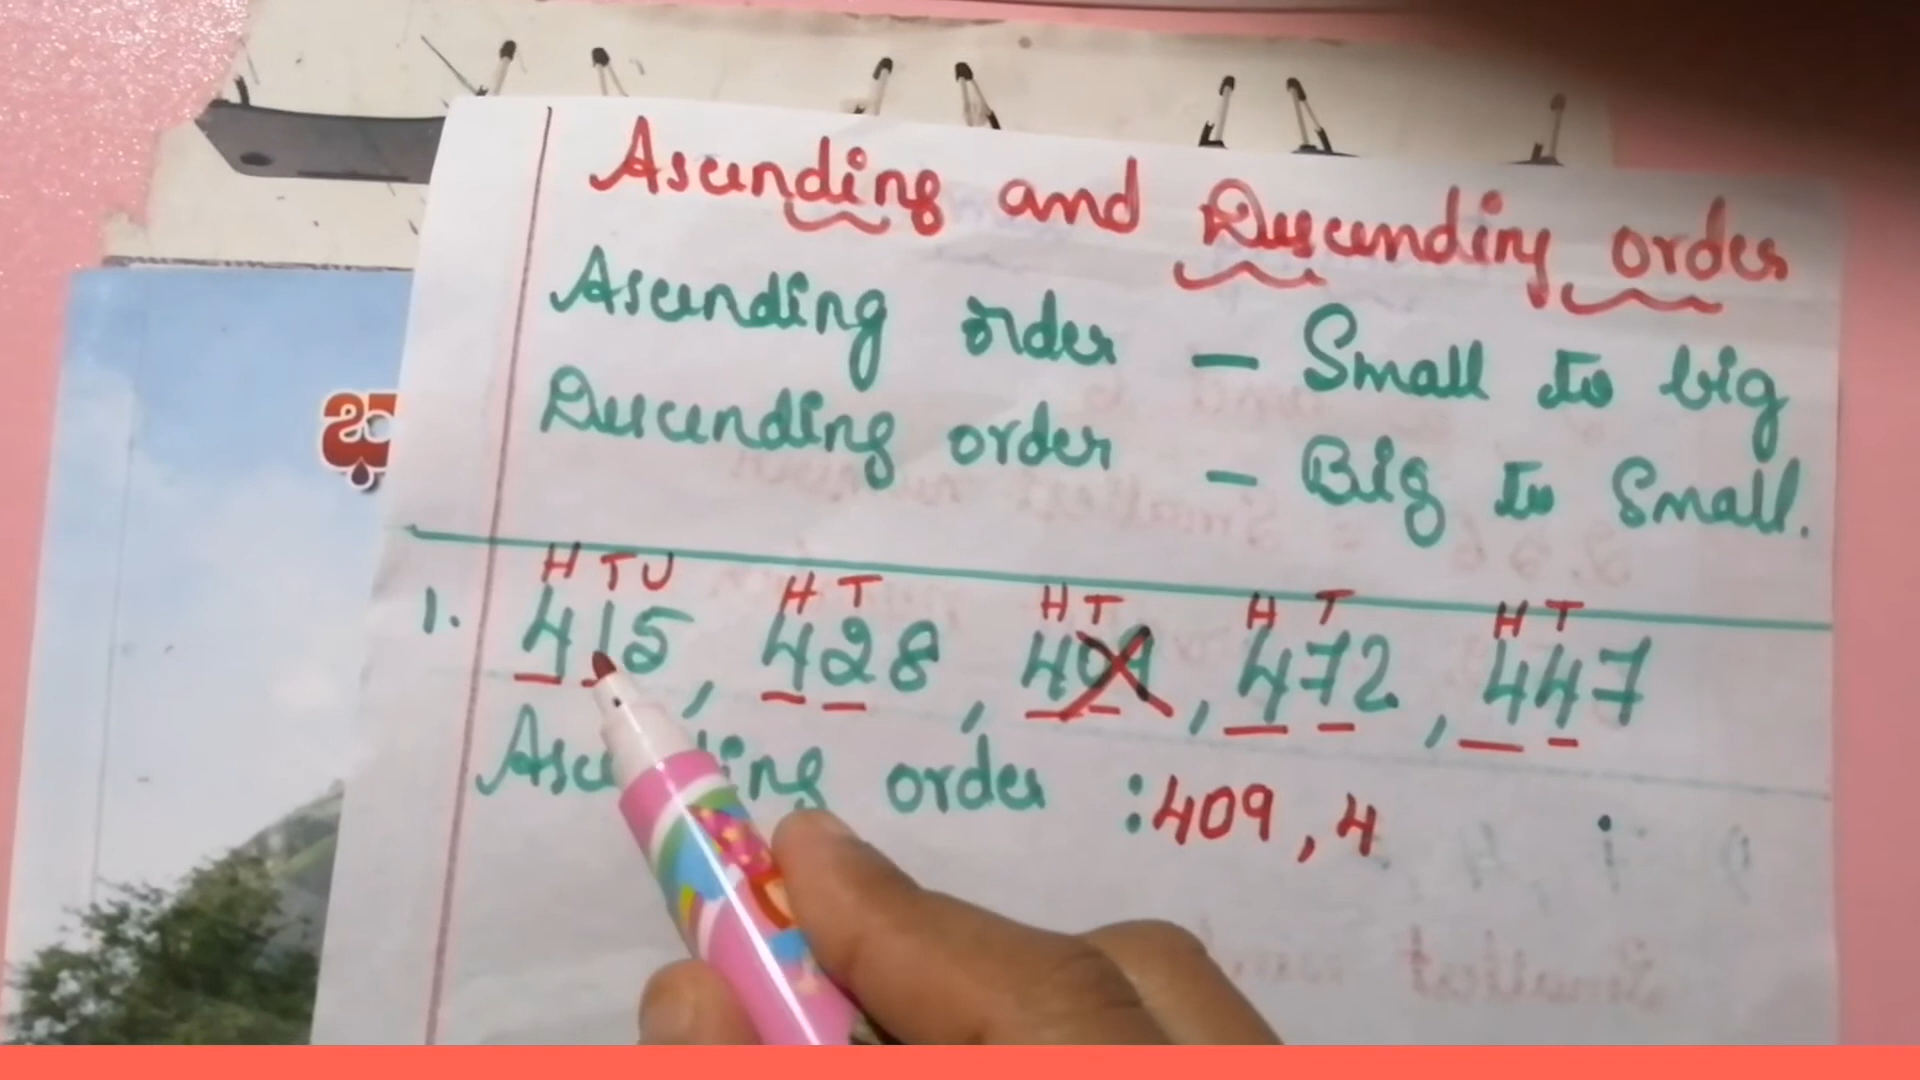 Ascending and Descending order
Ascending order - Small to big
Descending order - Big to Small.
H T U H T H T H T H T
1. 415, 428, 409, 472, 447
Ascending order : 409, 4